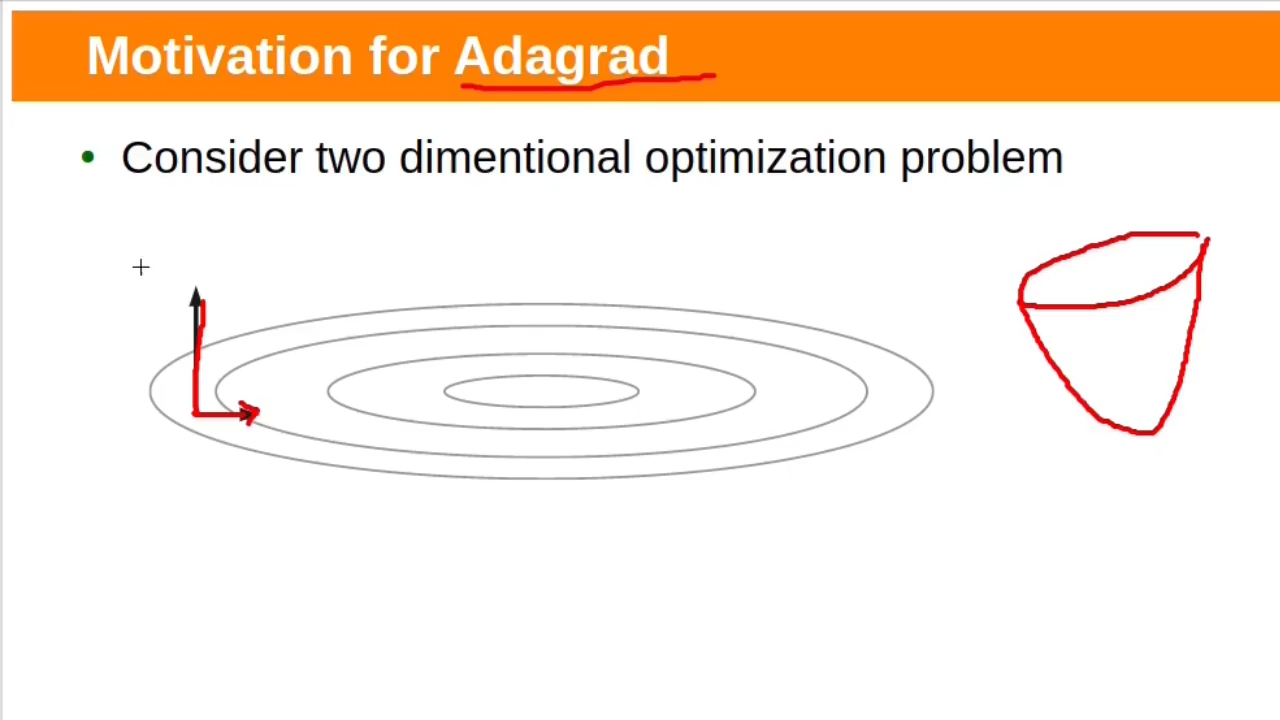 Motivation for Adagrad
• Consider two dimentional optimization problem